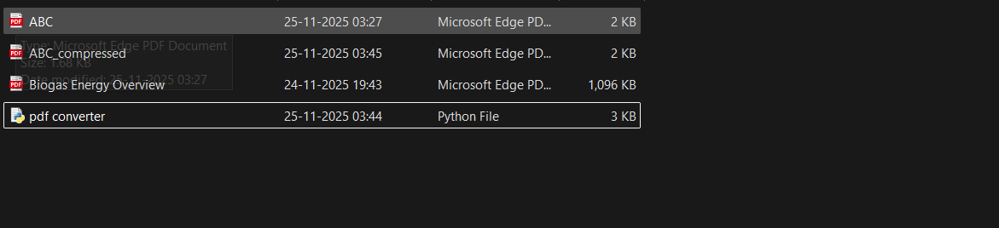 ABC 25-11-2025 03:27 Microsoft Edge PD... 2 KB
Type: Microsoft Edge PDF Document
ABC_compressed 25-11-2025 03:45 Microsoft Edge PD... 2 KB
Size: 1.68 KB
Date modified: 25-11-2025 03:27
Biogas Energy Overview 24-11-2025 19:43 Microsoft Edge PD... 1,096 KB
pdf converter 25-11-2025 03:44 Python File 3 KB